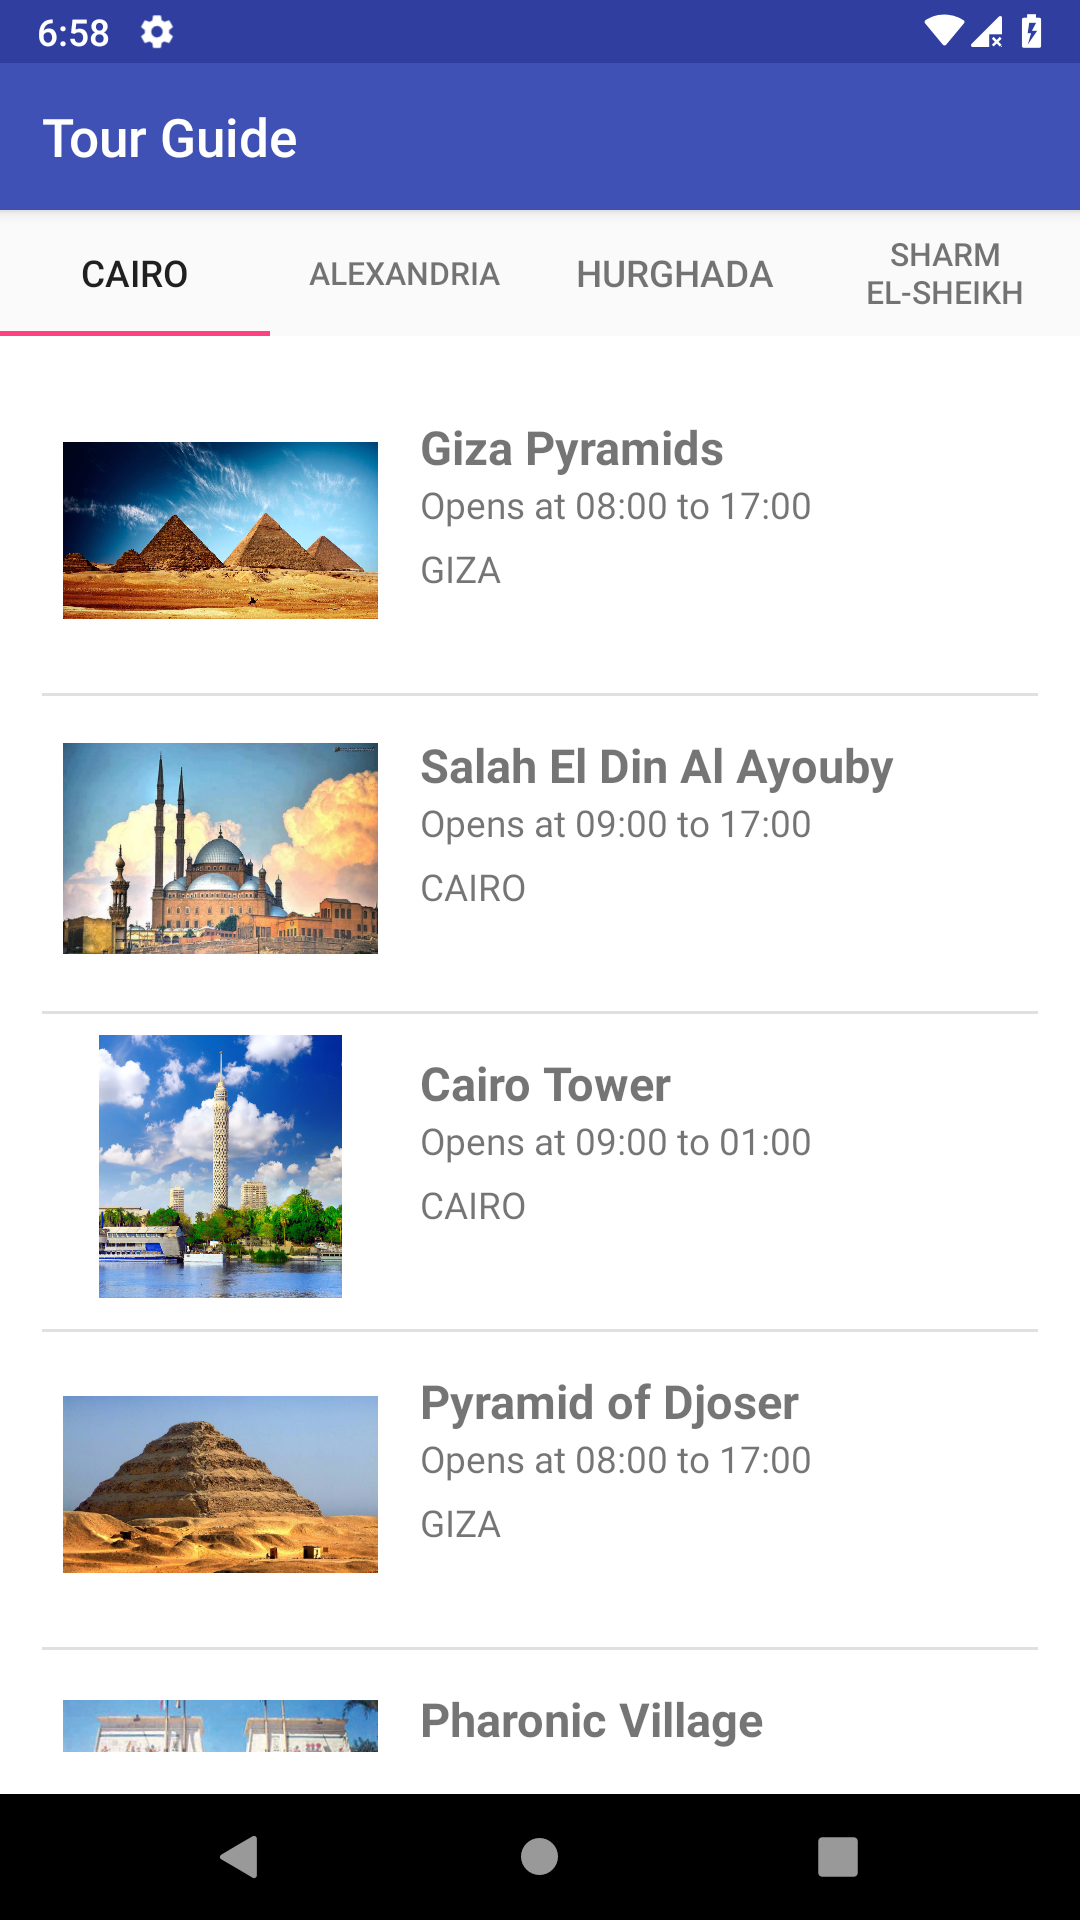 6:58
Tour Guide
CAIRO
ALEXANDRIA
HURGHADA
SHARM
EL-SHEIKH
Giza Pyramids
Opens at 08:00 to 17:00
GIZA
Salah El Din Al Ayouby
Opens at 09:00 to 17:00
CAIRO
Cairo Tower
Opens at 09:00 to 01:00
CAIRO
Pyramid of Djoser
Opens at 08:00 to 17:00
GIZA
Pharonic Village